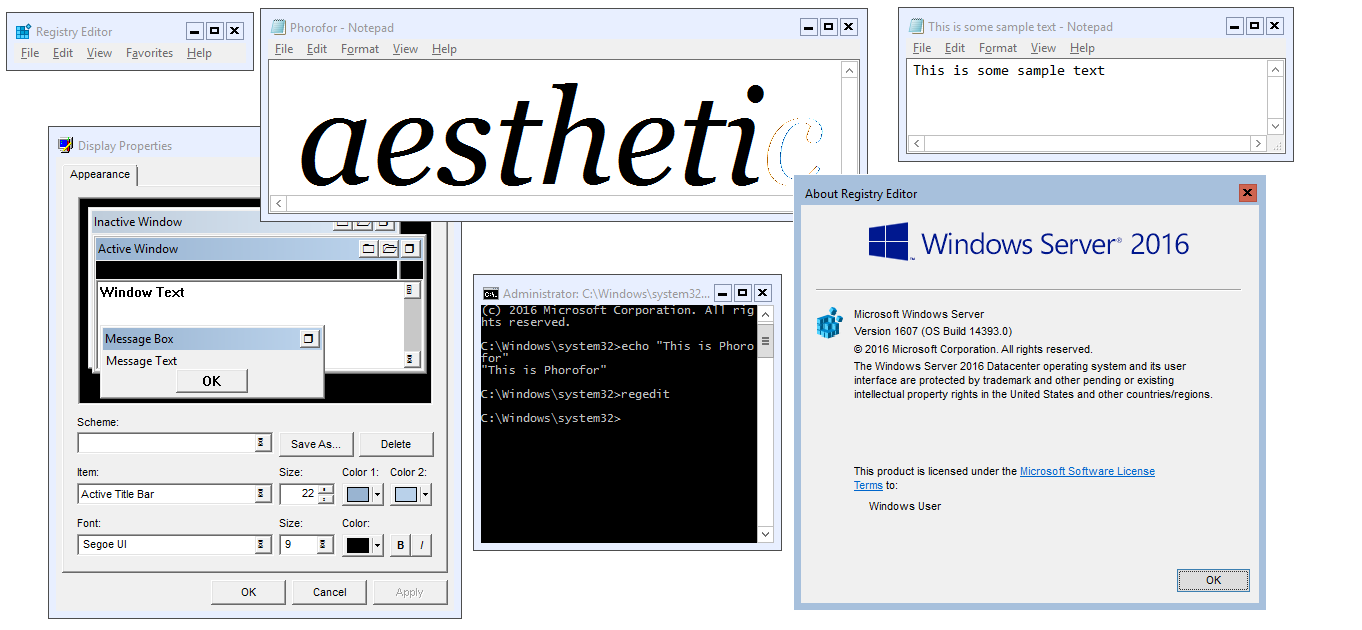 Registry Editor
File Edit View Favorites Help
Phorofor - Notepad
File Edit Format View Help
aesthetic
This is some sample text - Notepad
File Edit Format View Help
This is some sample text
Display Properties
Appearance
Inactive Window
Active Window
Window Text
Message Box
Message Text
OK
Scheme:
Save As...
Delete
Item:
Size:
Color 1:
Color 2:
Active Title Bar
22
Font:
Size:
Color:
Segoe UI
9
B
I
OK
Cancel
Apply
Administrator: C:\Windows\system32...
(c) 2016 Microsoft Corporation. All rig
hts reserved.
C:\Windows\system32>echo "This is Phoro
for"
"This is Phorofor"
C:\Windows\system32>regedit
C:\Windows\system32>
About Registry Editor
Windows Server® 2016
Microsoft Windows Server
Version 1607 (OS Build 14393.0)
© 2016 Microsoft Corporation. All rights reserved.
The Windows Server 2016 Datacenter operating system and its user
interface are protected by trademark and other pending or existing
intellectual property rights in the United States and other countries/regions.
This product is licensed under the Microsoft Software License
Terms to:
Windows User
OK